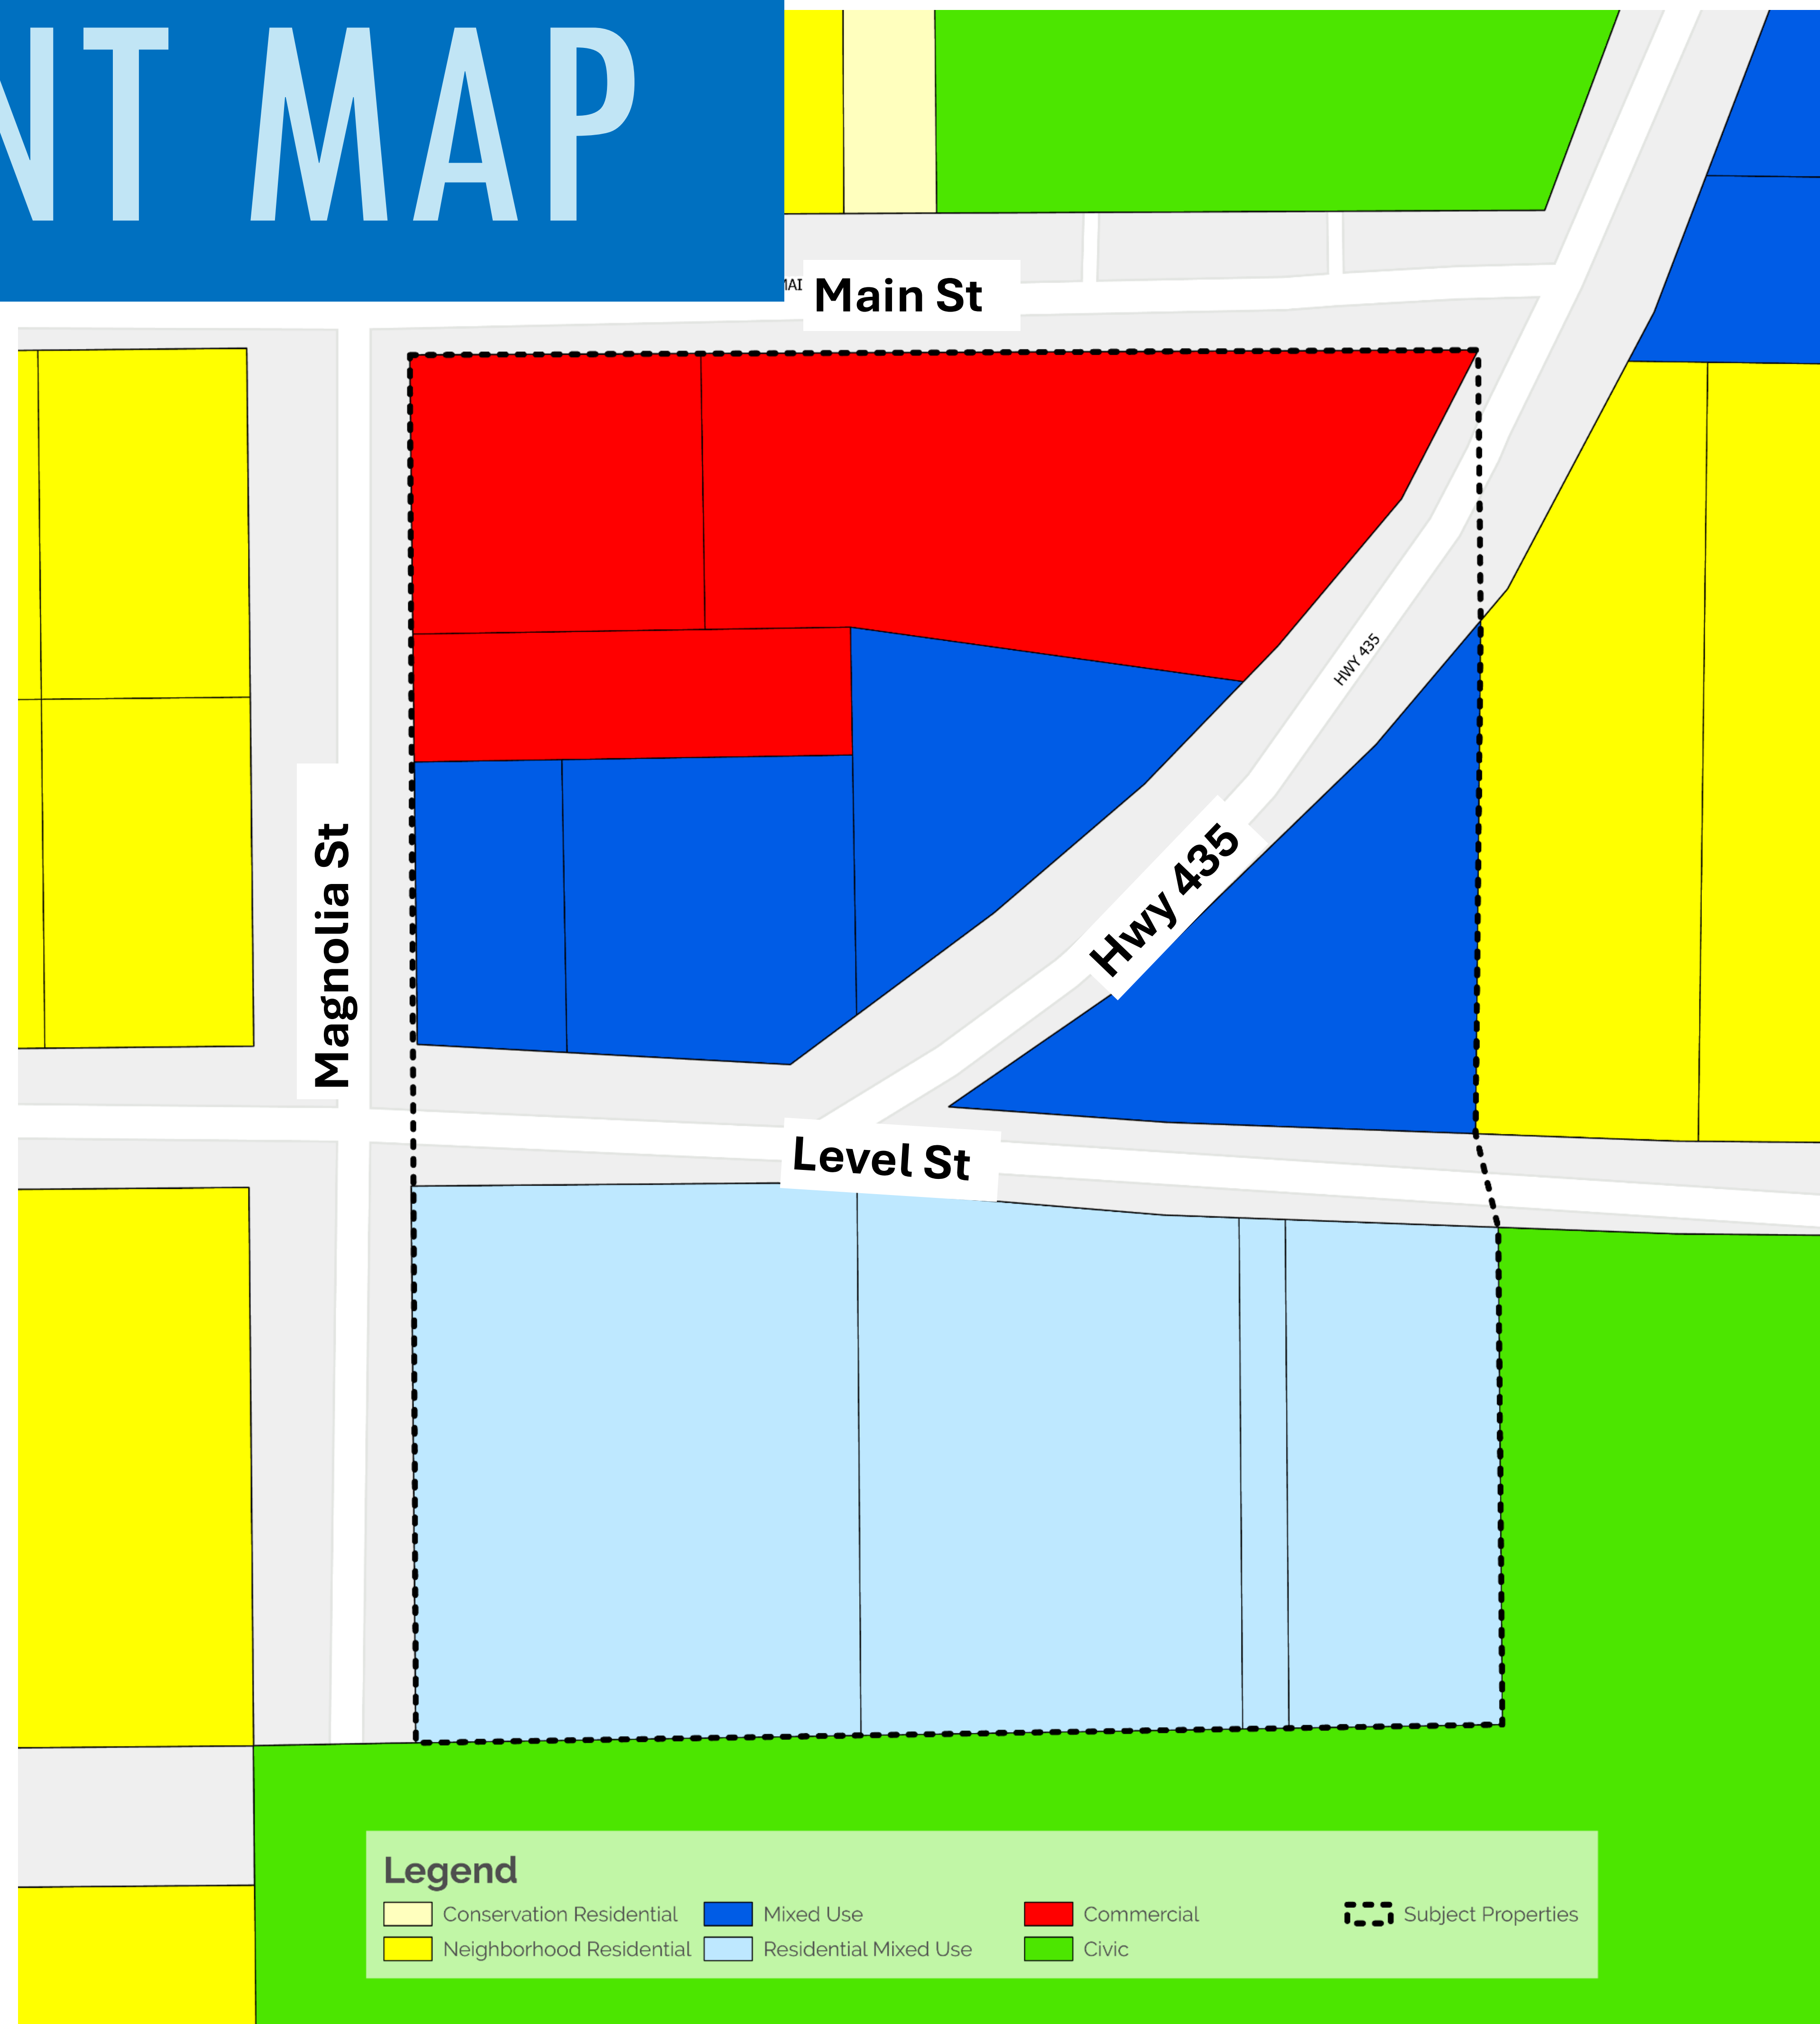 NT MAP
Main St
HWY 435
Magnolia St
Hwy 435
Level St
Legend
Conservation Residential
Mixed Use
Commercial
Subject Properties
Neighborhood Residential
Residential Mixed Use
Civic